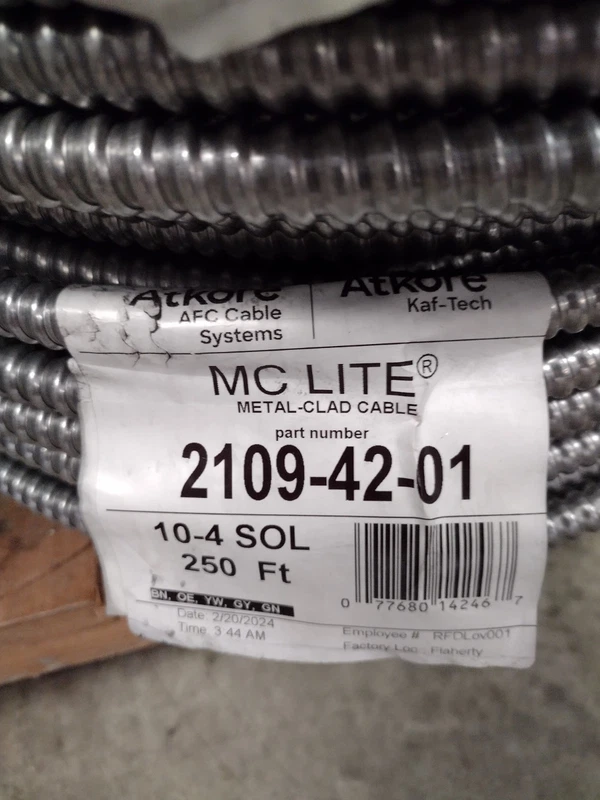 Atkore
AFC Cable
Systems
Atkore
Kaf-Tech
MC LITE®
METAL-CLAD CABLE
part number
2109-42-01
10-4 SOL
250 Ft
BN, OE, YW, GY, GN
Date: 2/20/2024
Time: 3:44 AM
0 77680 14246 7
Employee # RFDLov001
Factory Loc.: Flaherty